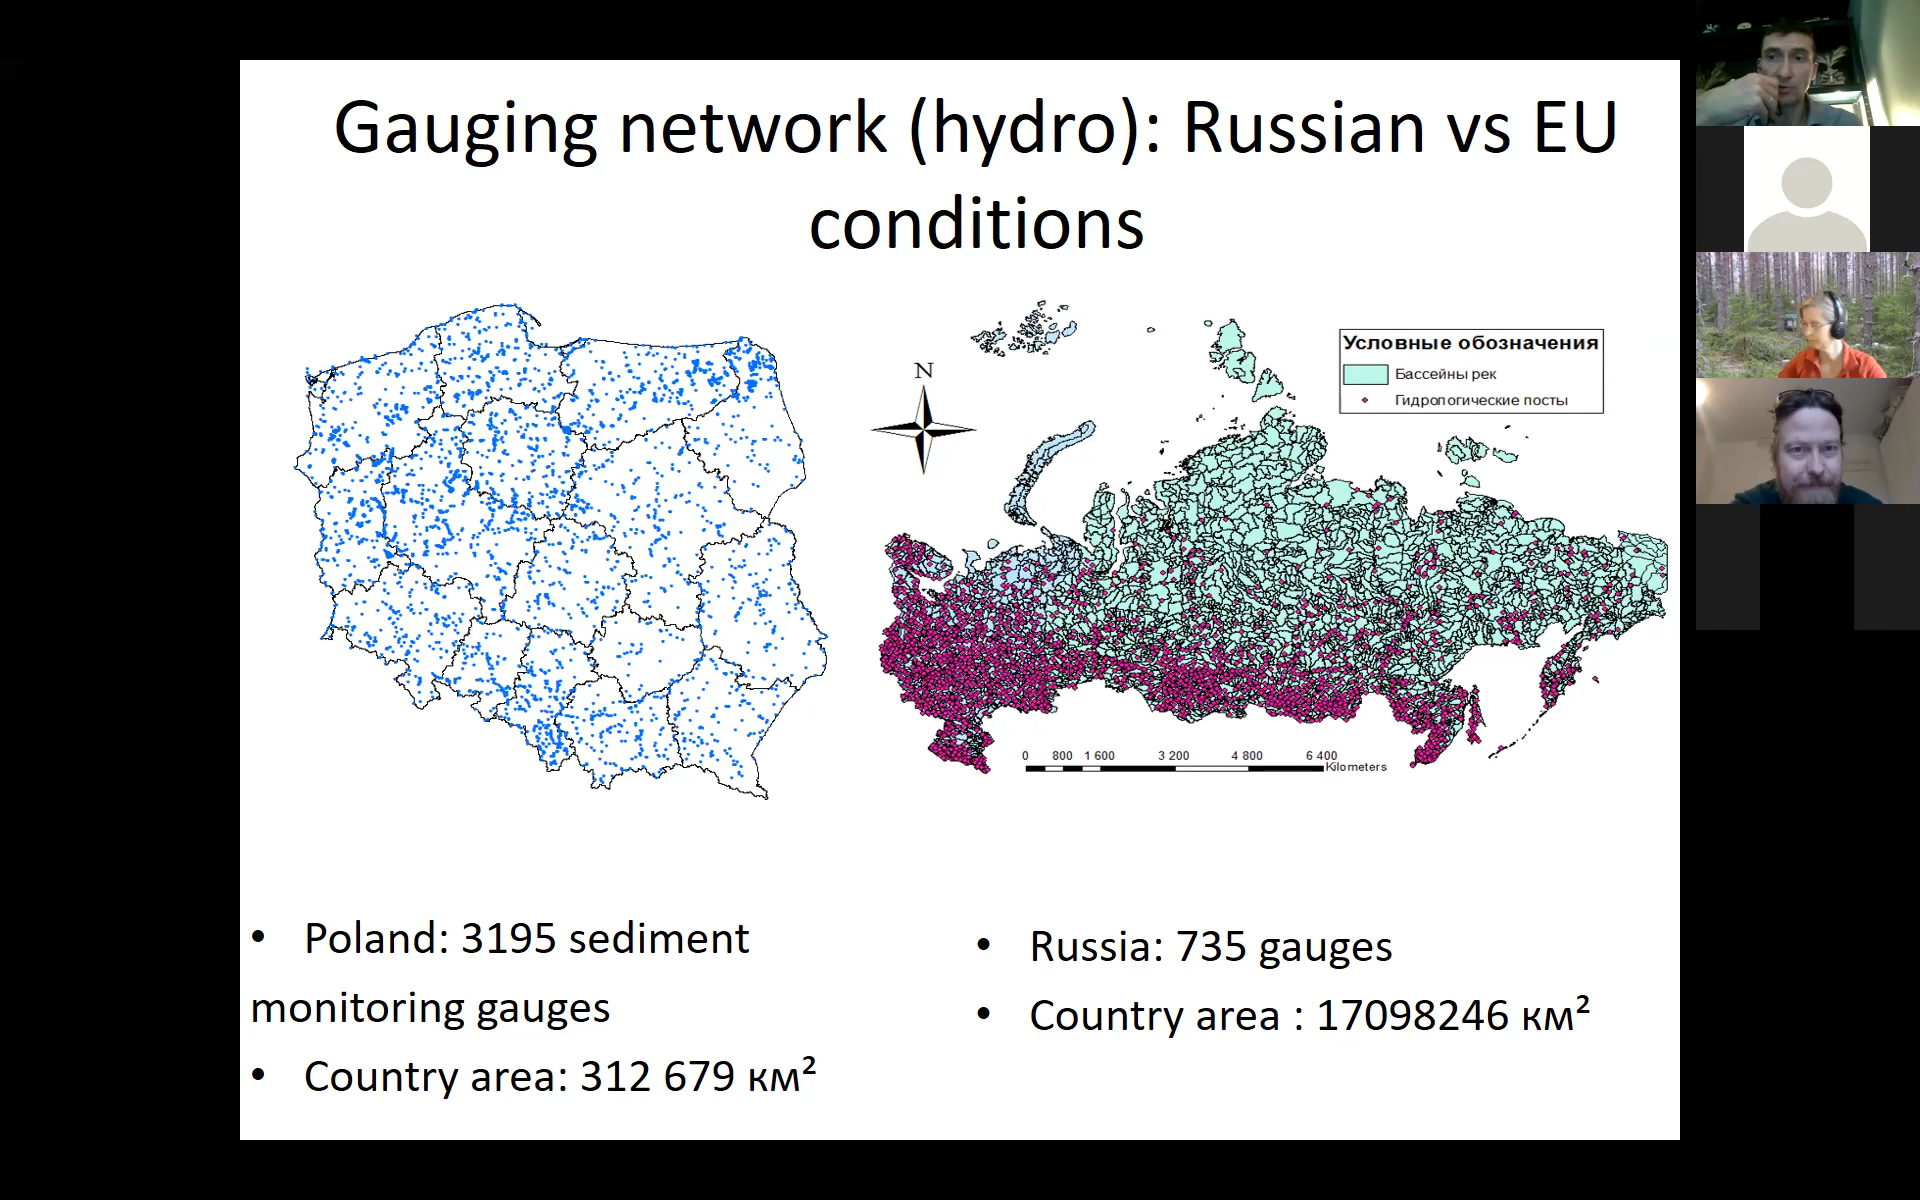 Gauging network (hydro): Russian vs EU
conditions
N
Условные обозначения
Бассейны рек
Гидрологические посты
0 800 1 600 3 200 4 800 6 400
Kilometers
• Poland: 3195 sediment
monitoring gauges
• Country area: 312 679 км²
• Russia: 735 gauges
• Country area : 17098246 км²